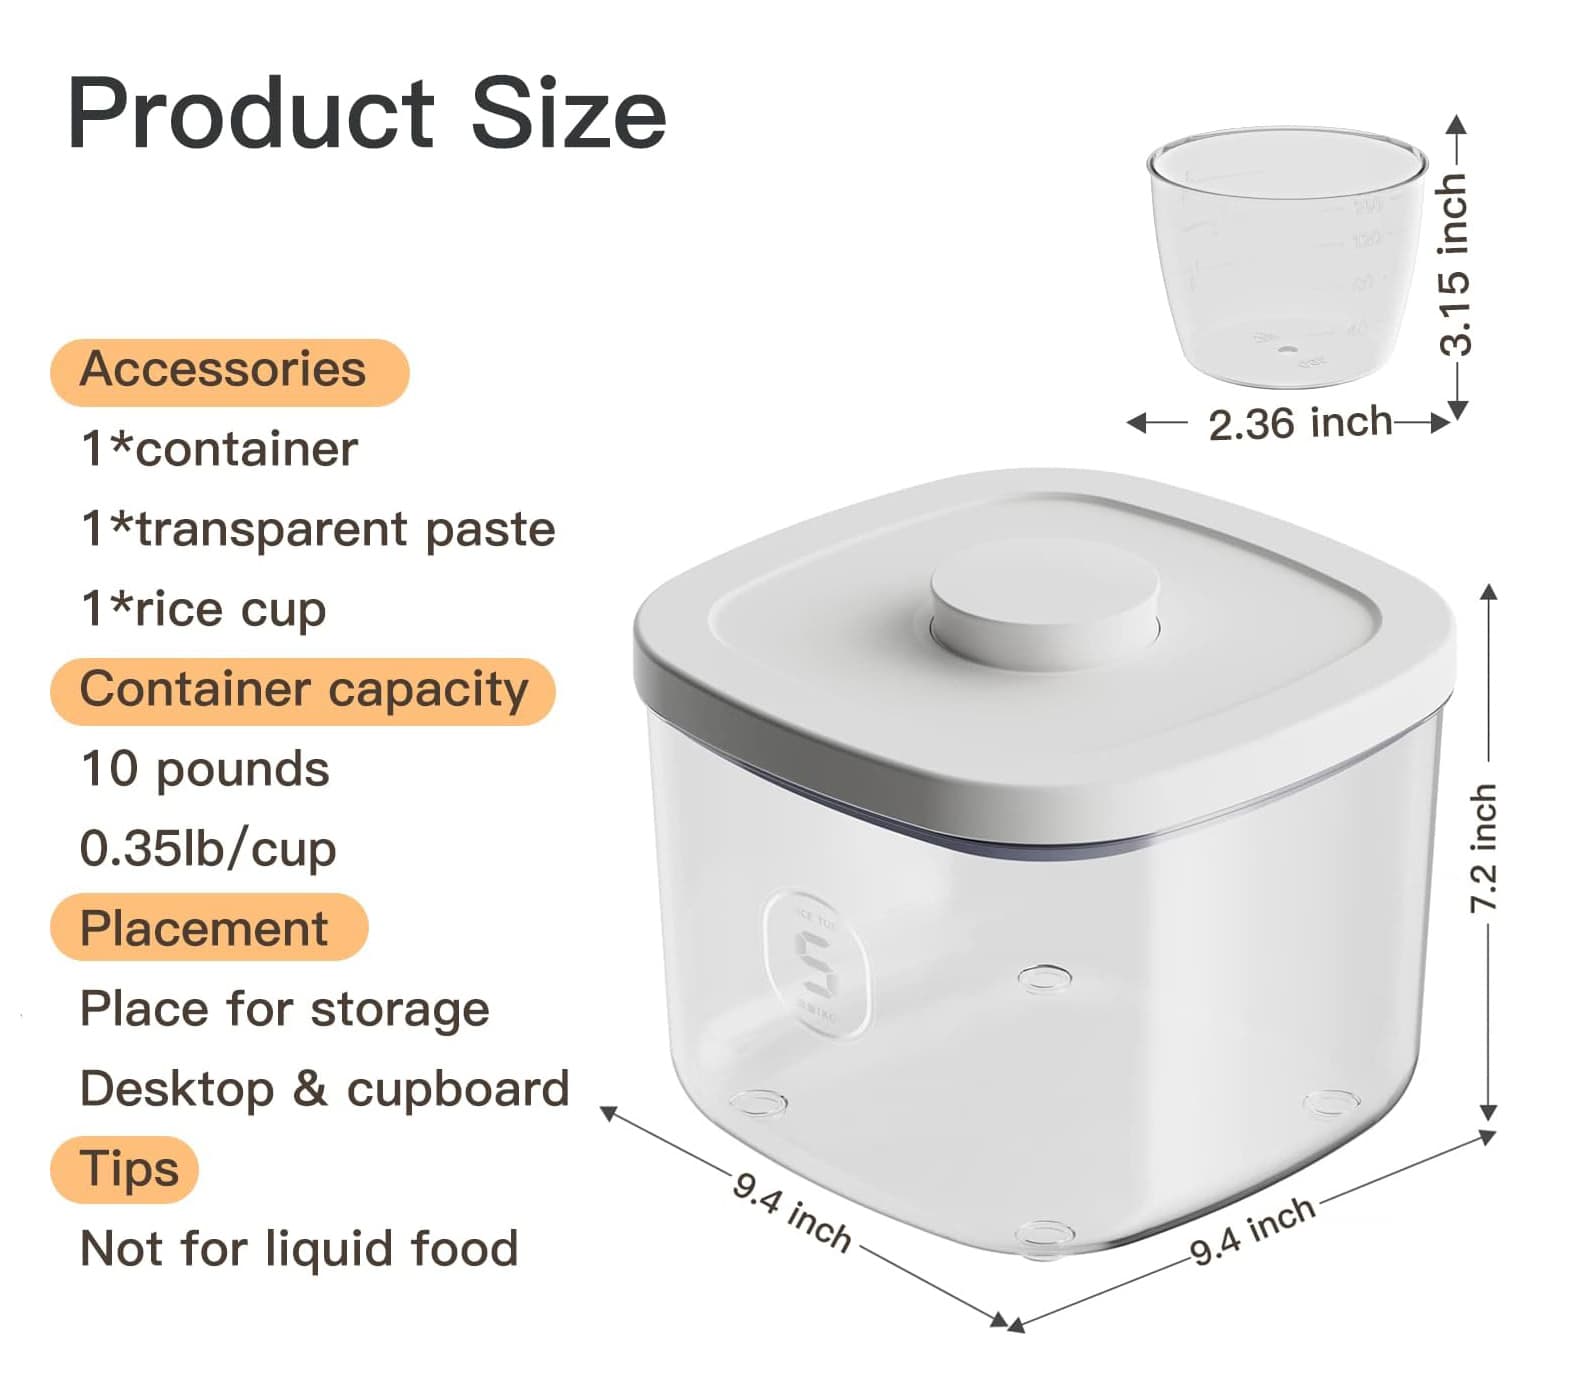 Product Size
3.15 inch
2.36 inch
Accessories
1*container
1*transparent paste
1*rice cup
Container capacity
10 pounds
0.35lb/cup
Placement
Place for storage
Desktop & cupboard
Tips
Not for liquid food
7.2 inch
9.4 inch
9.4 inch
5
120